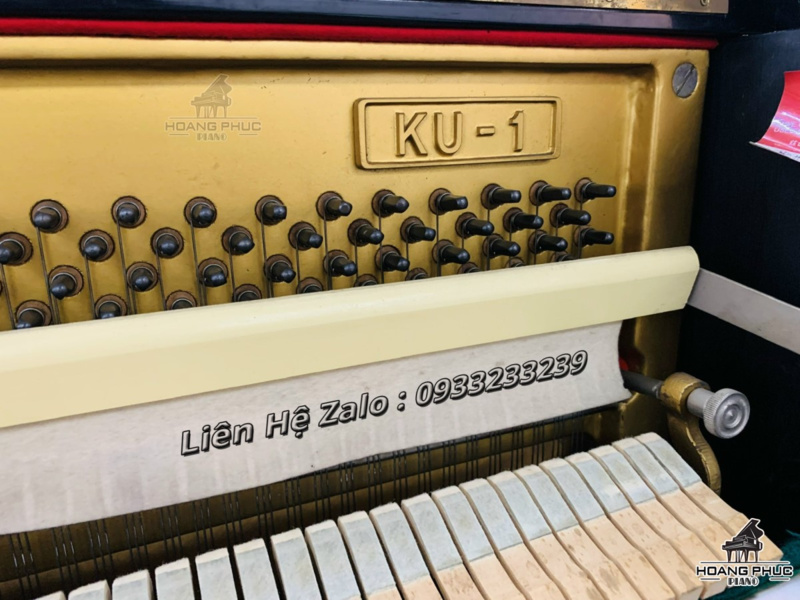 HOANG PHUC
PIANO
KU-1
Liên Hệ Zalo : 0933233239
HOANG PHUC
PIANO